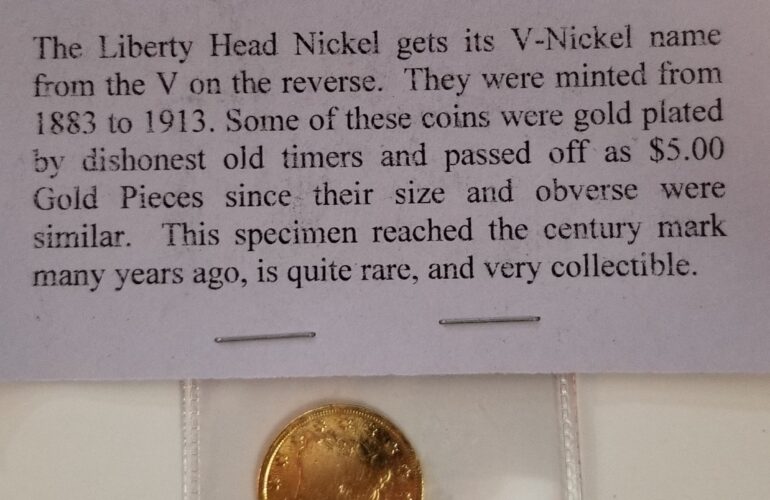 The Liberty Head Nickel gets its V-Nickel name
from the V on the reverse. They were minted from
1883 to 1913. Some of these coins were gold plated
by dishonest old timers and passed off as $5.00
Gold Pieces since their size and obverse were
similar. This specimen reached the century mark
many years ago, is quite rare, and very collectible.